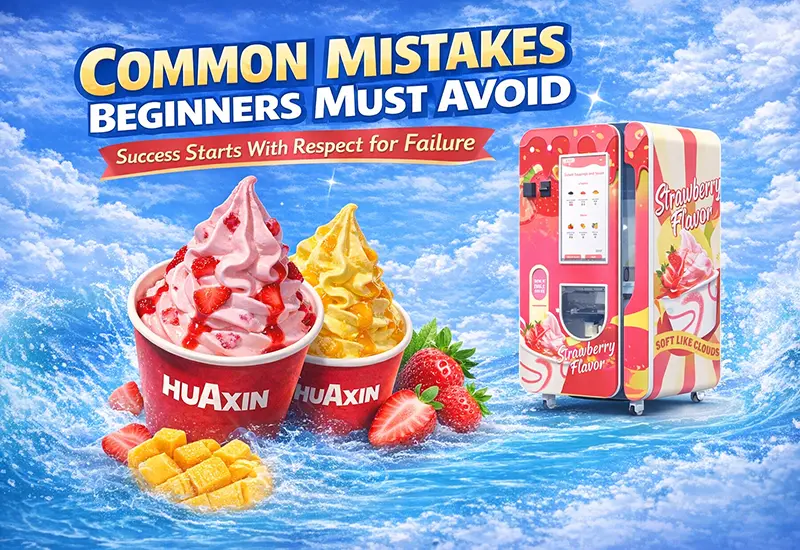 COMMON MISTAKES
BEGINNERS MUST AVOID
Success Starts With Respect for Failure
HUAXIN
HUAXIN
Strawberry
Flavor
SOFT LIKE CLOUDS
Strawberry
Flavor